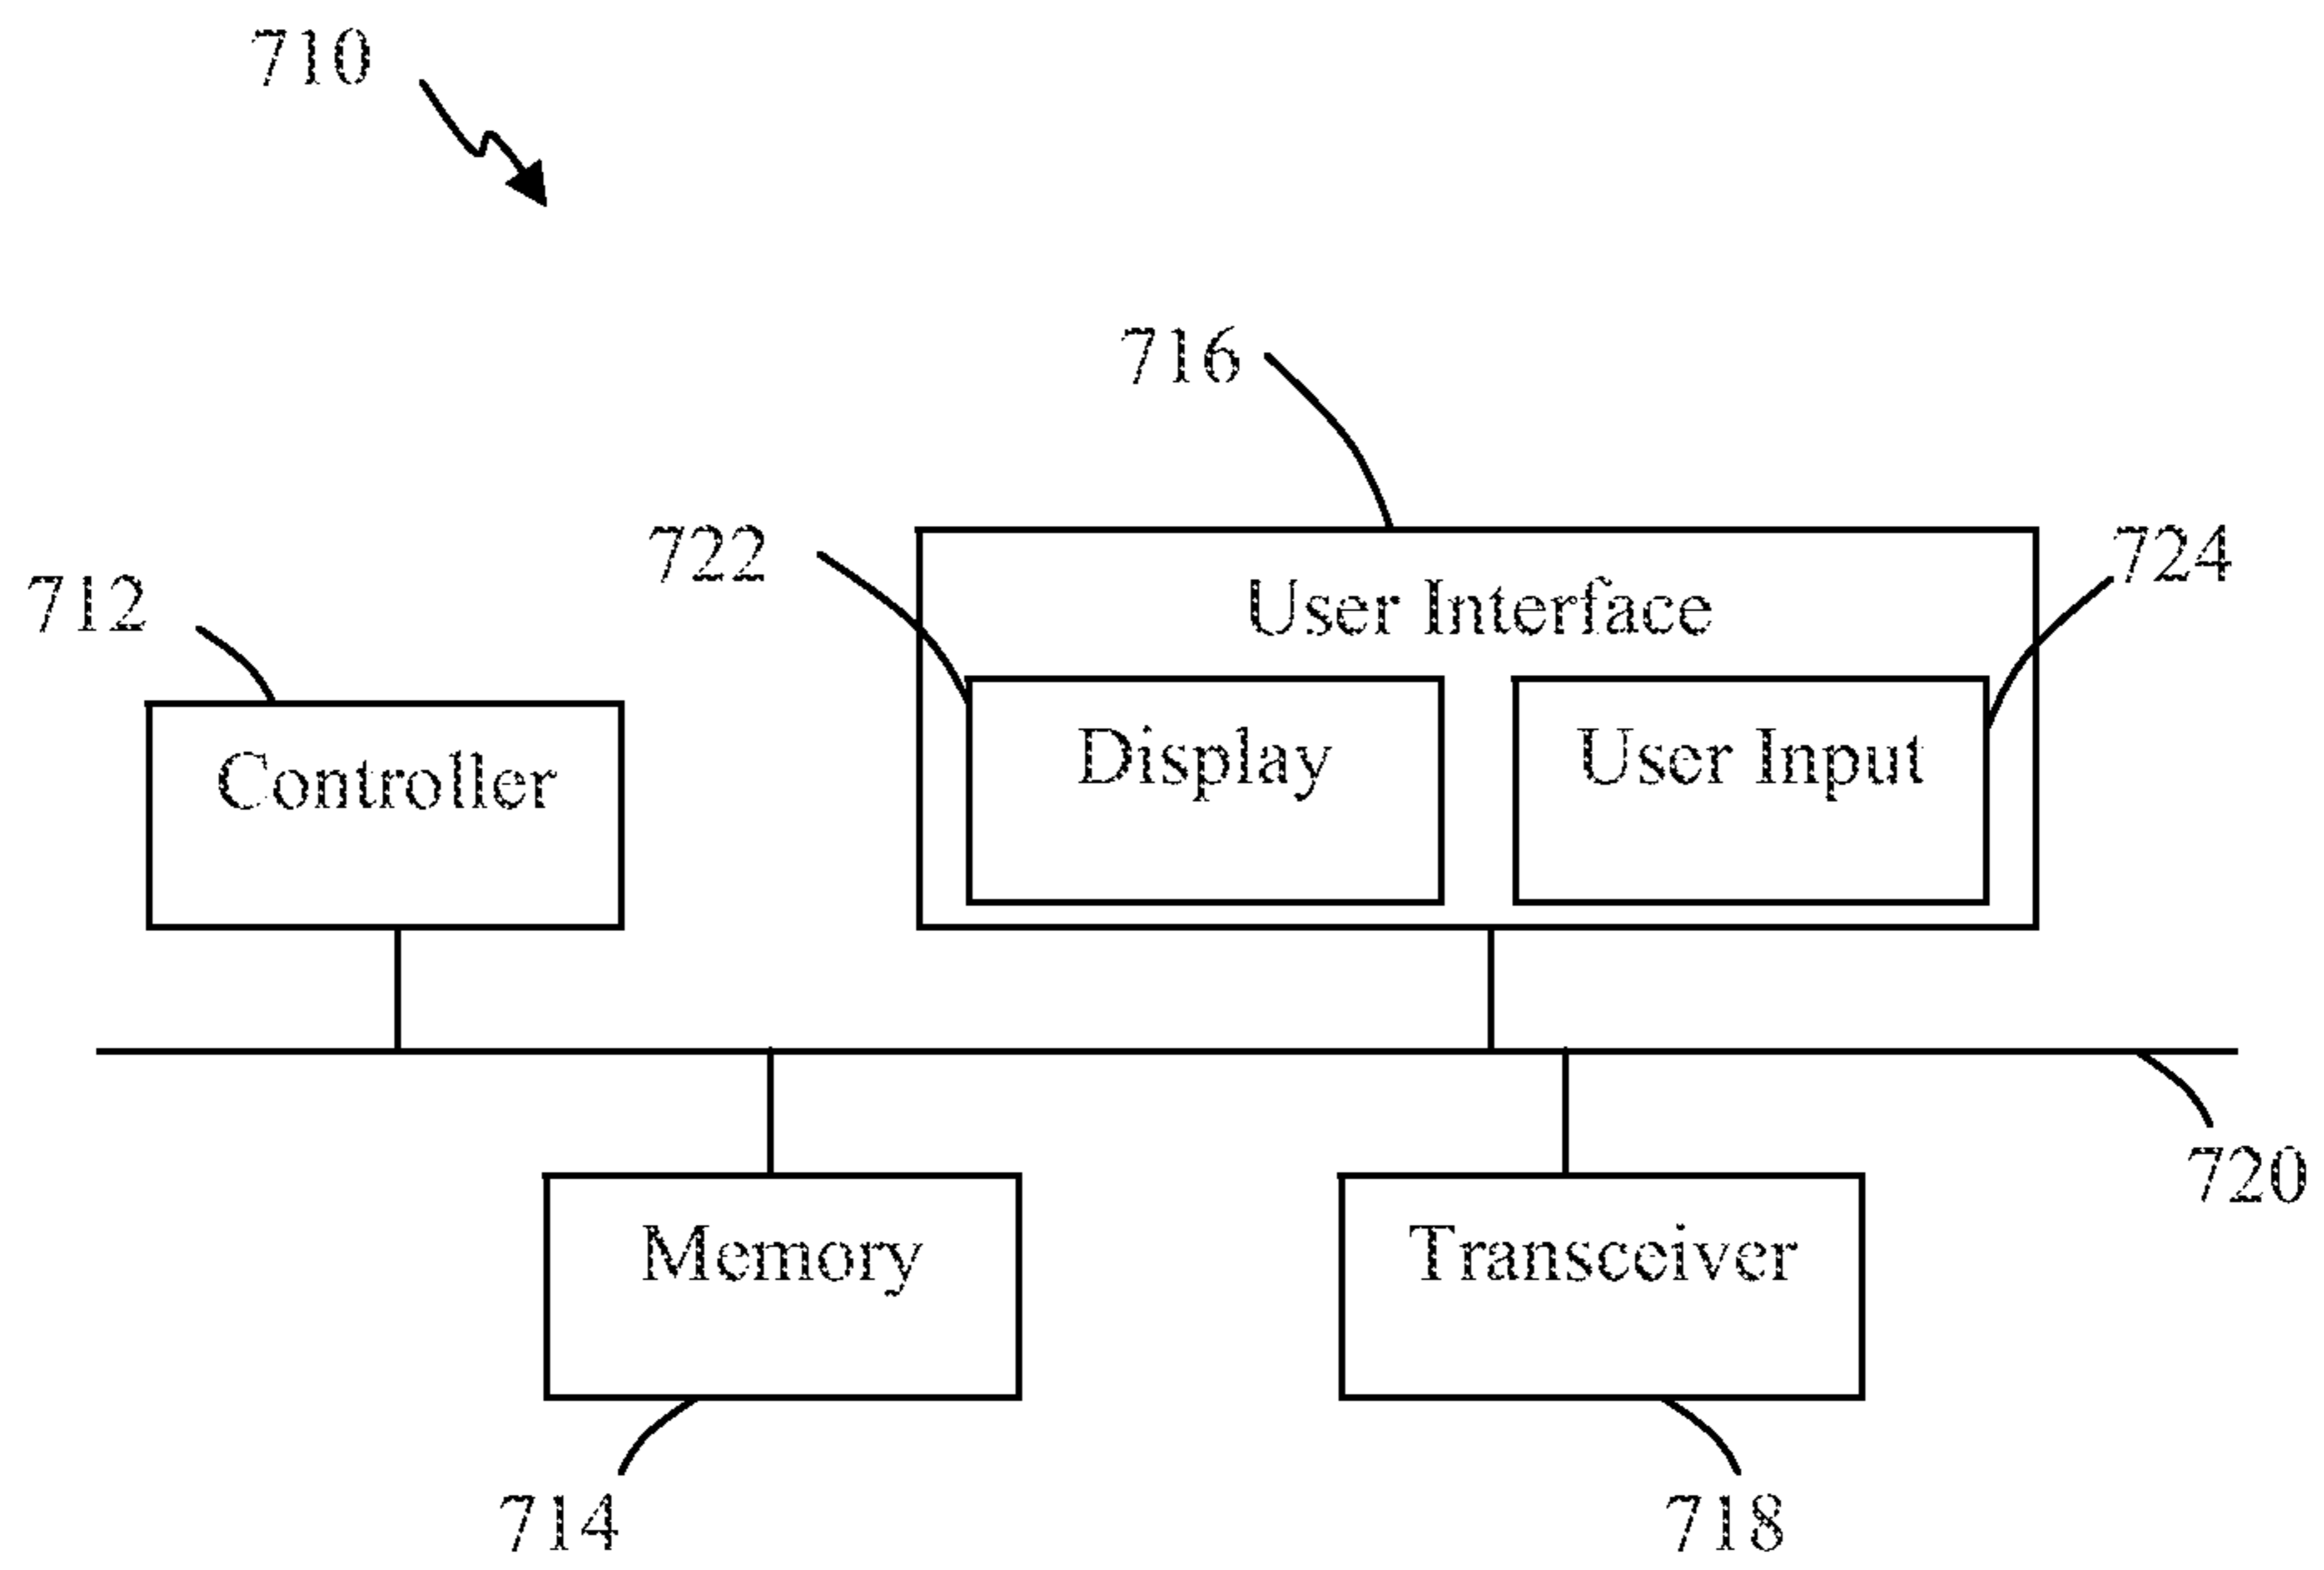 710
716
722
724
712
User Interface
Display
User Input
Controller
720
Memory
Transceiver
714
718